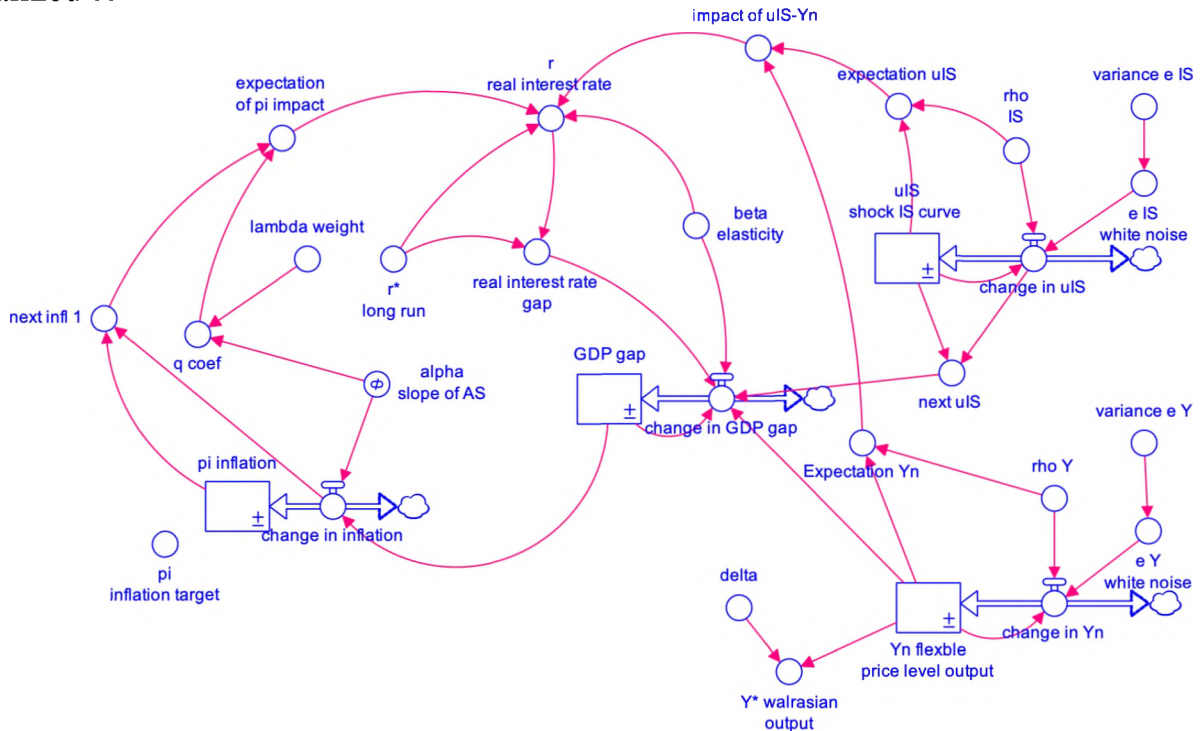 impact of uIS-Yn
r
real interest rate
expectation uIS
variance e IS
expectation
of pi impact
rho
IS
uIS
shock IS curve
e IS
white noise
lambda weight
beta
elasticity
r*
long run
real interest rate
gap
change in uIS
next infl 1
q coef
GDP gap
alpha
slope of AS
next uIS
change in GDP gap
variance e Y
pi inflation
Expectation Yn
rho Y
change in inflation
pi
inflation target
e Y
white noise
delta
change in Yn
Yn flexble
price level output
Y* walrasian
output